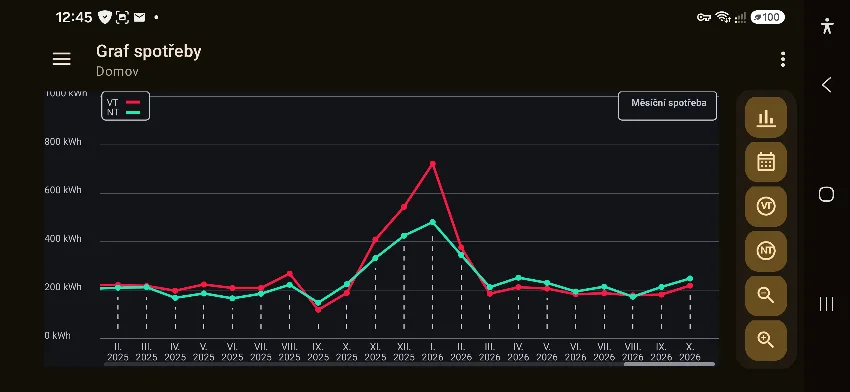 12:45
100
Graf spotřeby
Domov
1000 kWh
VT
NT
Měsíční spotřeba
800 kWh
600 kWh
400 kWh
200 kWh
0 kWh
II. III. IV. V. VI. VII. VIII. IX. X. XI. XII. I. II. III. IV. V. VI. VII. VIII. IX. X.
2025 2025 2025 2025 2025 2025 2025 2025 2025 2025 2025 2026 2026 2026 2026 2026 2026 2026 2026 2026 2026
VT
NT